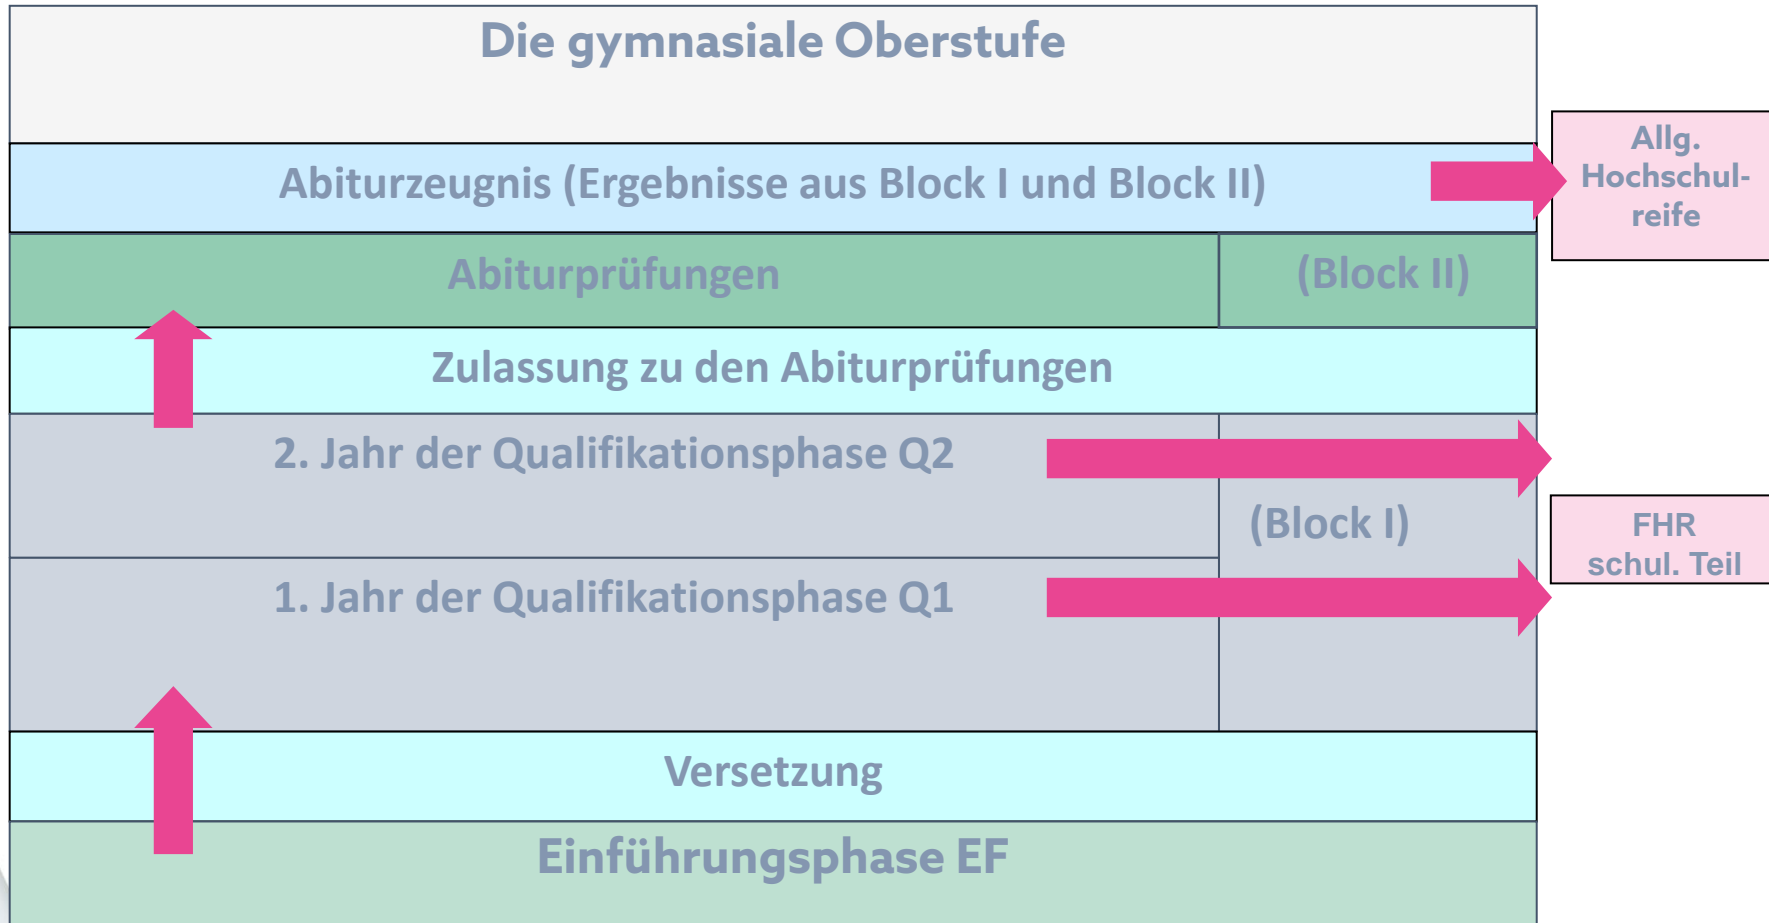 Die gymnasiale Oberstufe
Abiturzeugnis (Ergebnisse aus Block I und Block II)
Allg.
Hochschul-
reife
Abiturprüfungen
(Block II)
Zulassung zu den Abiturprüfungen
2. Jahr der Qualifikationsphase Q2
(Block I)
FHR
schul. Teil
1. Jahr der Qualifikationsphase Q1
Versetzung
Einführungsphase EF